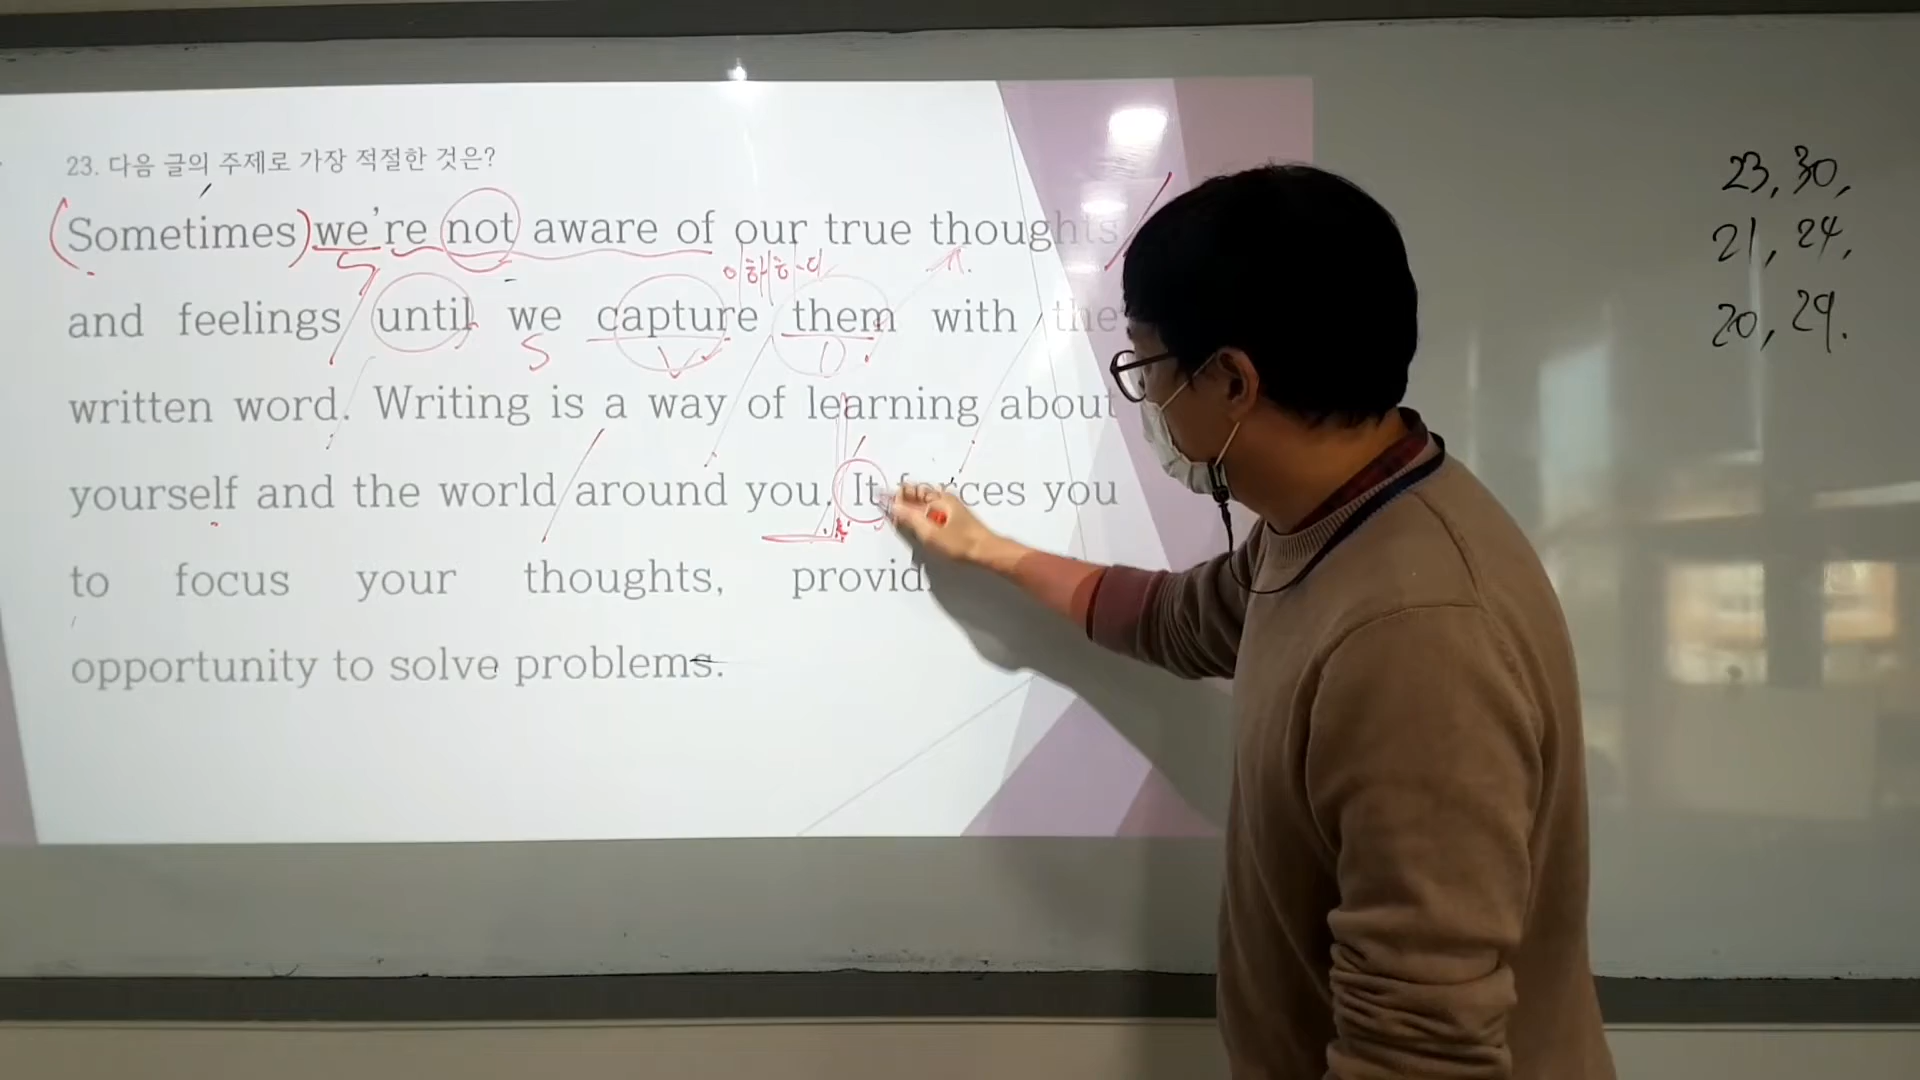 23. 다음 글의 주제로 가장 적절한 것은?
(Sometimes) we're not aware of our true thoughts
이해하다
and feelings until we capture them with the
S
S V O
written word. Writing is a way of learning about
yourself and the world around you. It forces you
to focus your thoughts,
opportunity to solve problems.
23, 30,
21, 24,
20, 29.